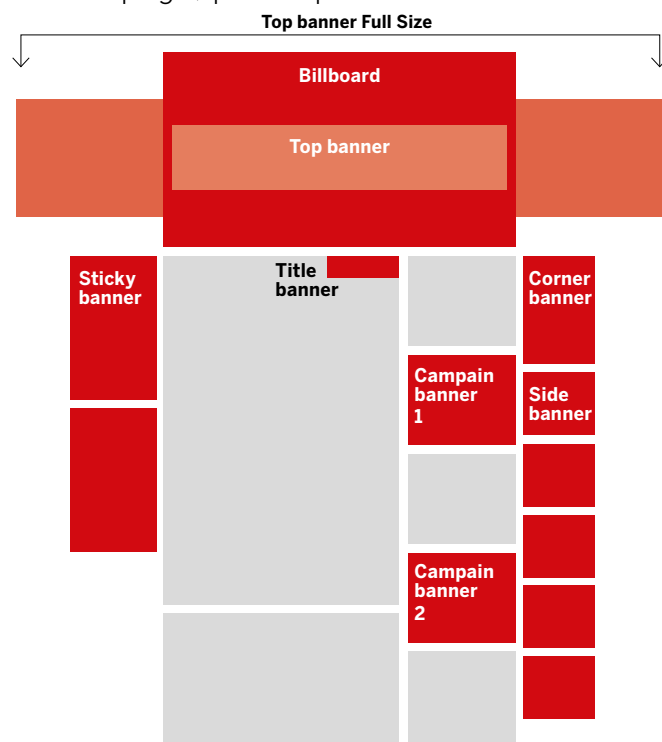 Top banner Full Size
Billboard
Top banner
Sticky
banner
Title
banner
Corner
banner
Campain
banner
1
Side
banner
Campain
banner
2